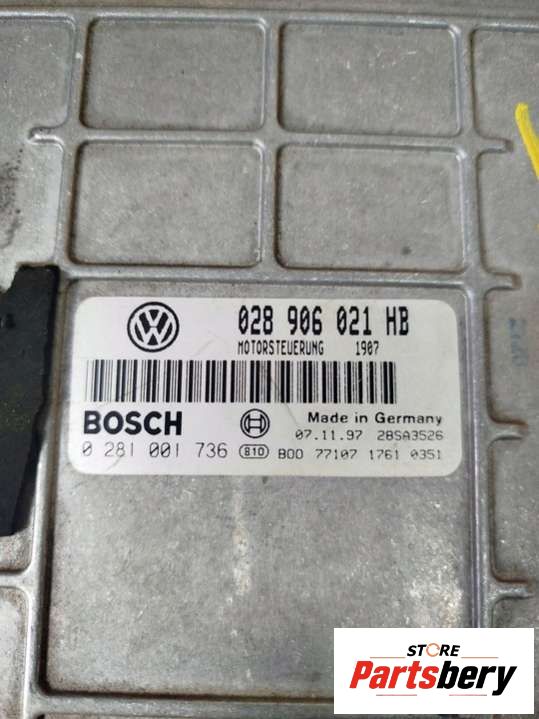 028 906 021 HB
MOTORSTEUERUNG 1907
BOSCH
Made in Germany
07.11.97 28SA3526
0 281 001 736 810 B00 77107 1761 0351
STORE
Partsbery